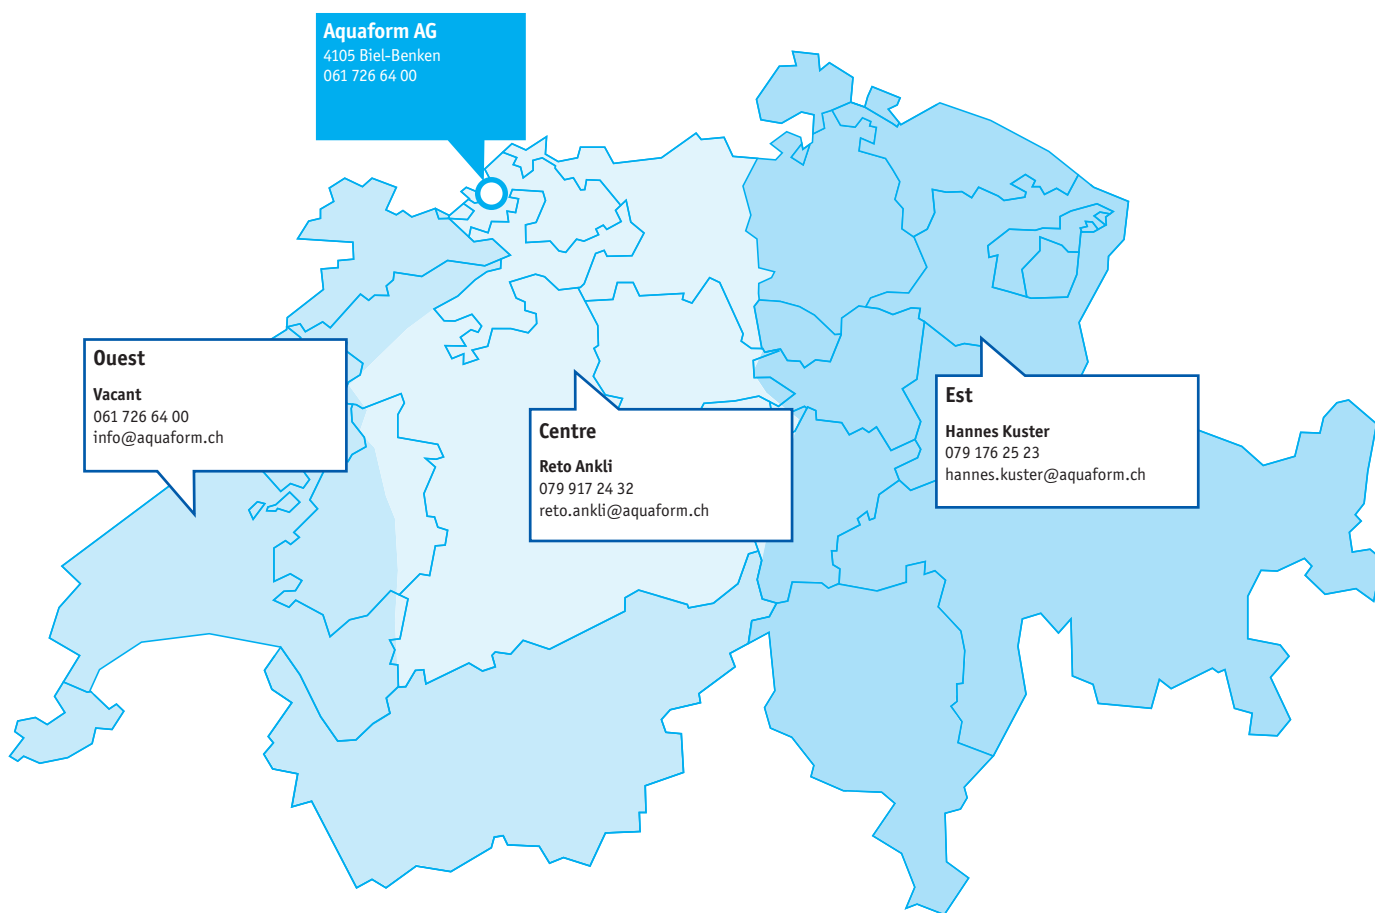 Aquaform AG
4105 Biel-Benken
061 726 64 00
Ouest
Vacant
061 726 64 00
info@aquaform.ch
Centre
Reto Ankli
079 917 24 32
reto.ankli@aquaform.ch
Est
Hannes Kuster
079 176 25 23
hannes.kuster@aquaform.ch